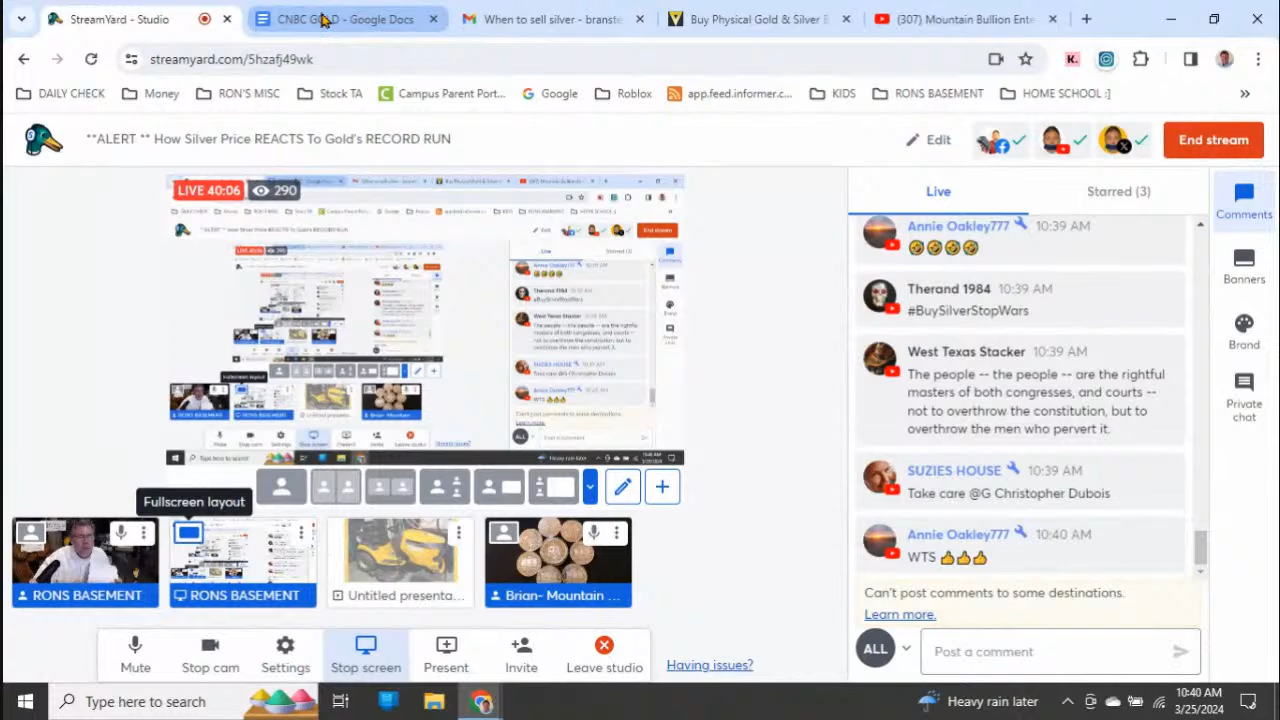 StreamYard - Studio
CNBC GOLD - Google Docs
When to sell silver - branste
Buy Physical Gold & Silver B
(307) Mountain Bullion Ente
streamyard.com/5hzafj49wk
DAILY CHECK
Money
RON'S MISC
Stock TA
Campus Parent Port...
Google
Roblox
app.feed.informer.c...
KIDS
RONS BASEMENT
HOME SCHOOL :]
**ALERT ** How Silver Price REACTS To Gold's RECORD RUN
Edit
End stream
LIVE 40:06
290
Live
Starred (3)
Annie Oakley777 10:39 AM
🤣🤣🤣🤣
Therand 1984 10:39 AM
#BuySilverStopWars
West Texas Stacker 10:39 AM
The people -- the people -- are the rightful
masters of both congresses, and courts --
not to overthrow the constitution, but to
overthrow the men who pervert it.
SUZIES HOUSE 10:39 AM
Take care @G Christopher Dubois
Annie Oakley777 10:40 AM
WTS 👍👍👍
Can't post comments to some destinations.
Learn more.
ALL
Post a comment
Comments
Banners
Brand
Private
chat
Fullscreen layout
RONS BASEMENT
RONS BASEMENT
Untitled presenta...
Brian- Mountain ...
Mute
Stop cam
Settings
Stop screen
Present
Invite
Leave studio
Having issues?
Type here to search
Heavy rain later
10:40 AM
3/25/2024